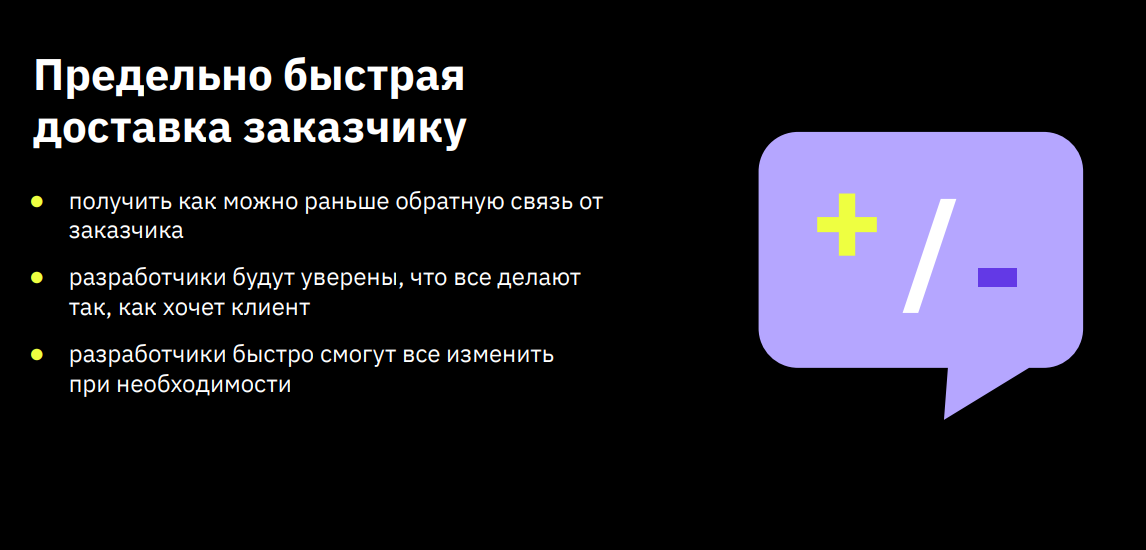 Предельно быстрая
доставка заказчику
получить как можно раньше обратную связь от
заказчика
разработчики будут уверены, что все делают
так, как хочет клиент
разработчики быстро смогут все изменить
при необходимости
+/-